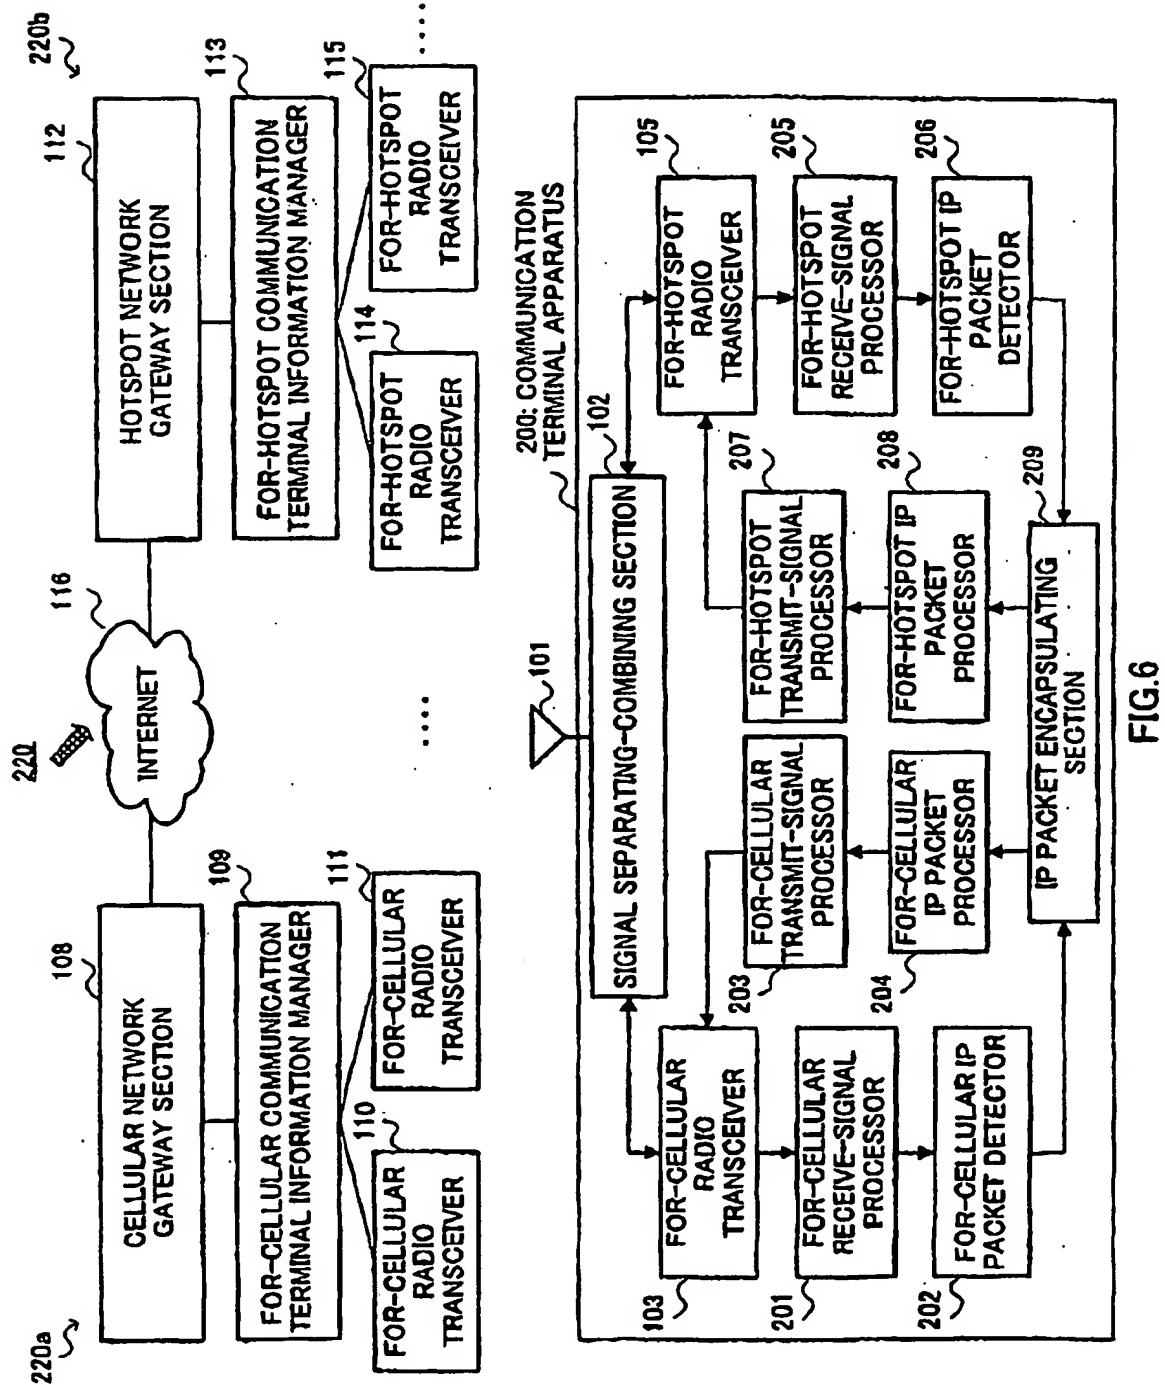 220a
220
220b
108
CELLULAR NETWORK
GATEWAY SECTION
116
INTERNET
112
HOTSPOT NETWORK
GATEWAY SECTION
109
FOR-CELLULAR COMMUNICATION
TERMINAL INFORMATION MANAGER
113
FOR-HOTSPOT COMMUNICATION
TERMINAL INFORMATION MANAGER
110
FOR-CELLULAR
RADIO
TRANSCEIVER
111
FOR-CELLULAR
RADIO
TRANSCEIVER
....
114
FOR-HOTSPOT
RADIO
TRANSCEIVER
115
FOR-HOTSPOT
RADIO
TRANSCEIVER
....
101
200: COMMUNICATION
TERMINAL APPARATUS
102
SIGNAL SEPARATING-COMBINING SECTION
103
FOR-CELLULAR
RADIO
TRANSCEIVER
105
FOR-HOTSPOT
RADIO
TRANSCEIVER
201
FOR-CELLULAR
RECEIVE-SIGNAL
PROCESSOR
203
FOR-CELLULAR
TRANSMIT-SIGNAL
PROCESSOR
207
FOR-HOTSPOT
TRANSMIT-SIGNAL
PROCESSOR
205
FOR-HOTSPOT
RECEIVE-SIGNAL
PROCESSOR
202
FOR-CELLULAR IP
PACKET DETECTOR
204
FOR-CELLULAR
IP PACKET
PROCESSOR
208
FOR-HOTSPOT IP
PACKET
PROCESSOR
206
FOR-HOTSPOT IP
PACKET
DETECTOR
209
IP PACKET ENCAPSULATING
SECTION
FIG.6